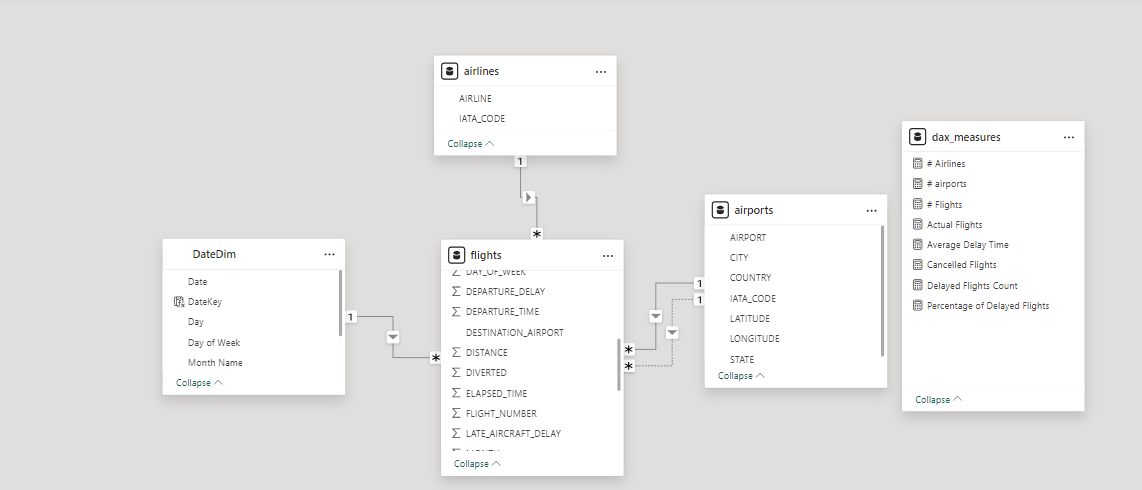 airlines
AIRLINE
IATA_CODE
Collapse
1
*
DateDim
Date
DateKey
Day
Day of Week
Month Name
Collapse
1
*
flights
DAY_OF_WEEK
DEPARTURE_DELAY
DEPARTURE_TIME
DESTINATION_AIRPORT
DISTANCE
DIVERTED
ELAPSED_TIME
FLIGHT_NUMBER
LATE_AIRCRAFT_DELAY
Collapse
1
1
*
*
airports
AIRPORT
CITY
COUNTRY
IATA_CODE
LATITUDE
LONGITUDE
STATE
Collapse
dax_measures
# Airlines
# airports
# Flights
Actual Flights
Average Delay Time
Cancelled Flights
Delayed Flights Count
Percentage of Delayed Flights
Collapse